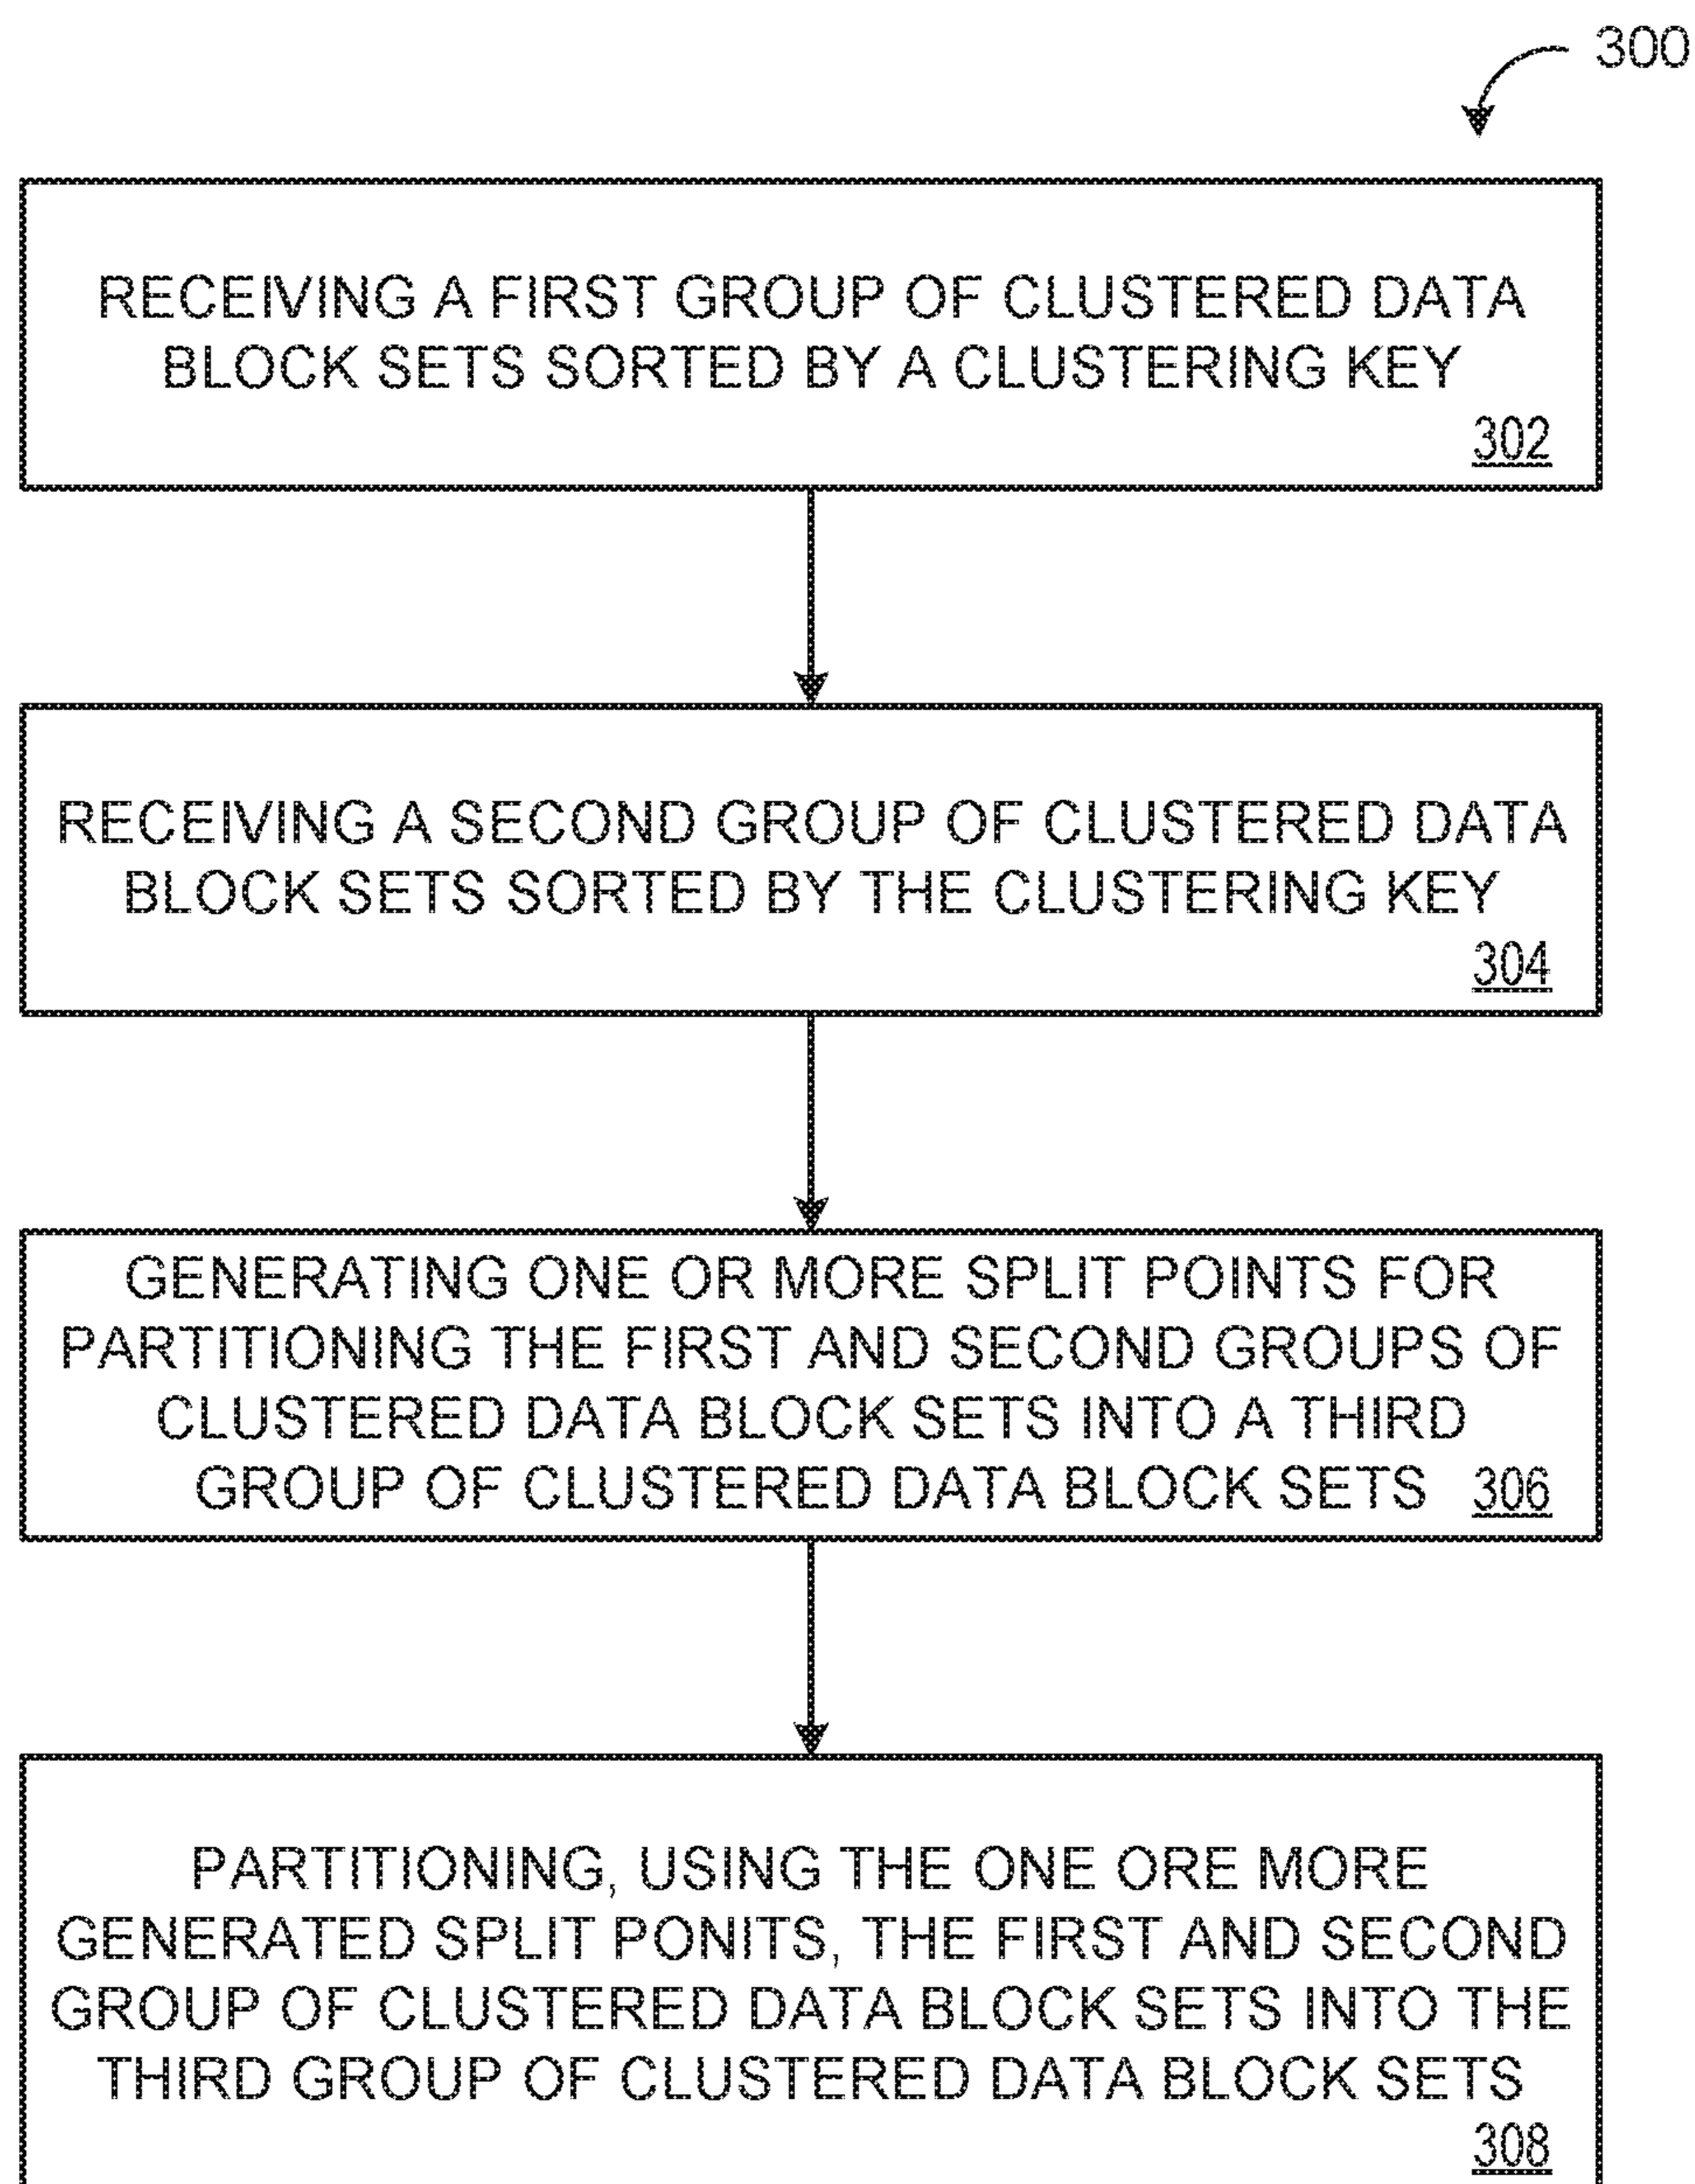 300
RECEIVING A FIRST GROUP OF CLUSTERED DATA
BLOCK SETS SORTED BY A CLUSTERING KEY
302
RECEIVING A SECOND GROUP OF CLUSTERED DATA
BLOCK SETS SORTED BY THE CLUSTERING KEY
304
GENERATING ONE OR MORE SPLIT POINTS FOR
PARTITIONING THE FIRST AND SECOND GROUPS OF
CLUSTERED DATA BLOCK SETS INTO A THIRD
GROUP OF CLUSTERED DATA BLOCK SETS 306
PARTITIONING, USING THE ONE ORE MORE
GENERATED SPLIT PONITS, THE FIRST AND SECOND
GROUP OF CLUSTERED DATA BLOCK SETS INTO THE
THIRD GROUP OF CLUSTERED DATA BLOCK SETS
308